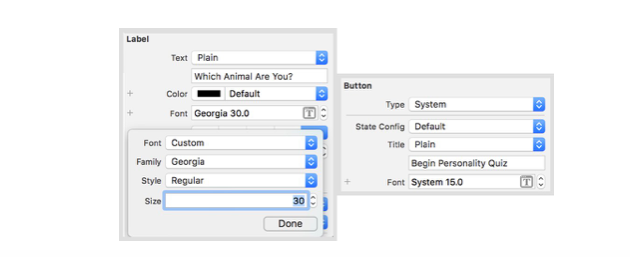 Label
Text Plain
Which Animal Are You?
+ Color Default
+ Font Georgia 30.0 T
Font Custom
Family Georgia
Style Regular
Size 30
Done
Button
Type System
State Config Default
Title Plain
Begin Personality Quiz
+ Font System 15.0 T